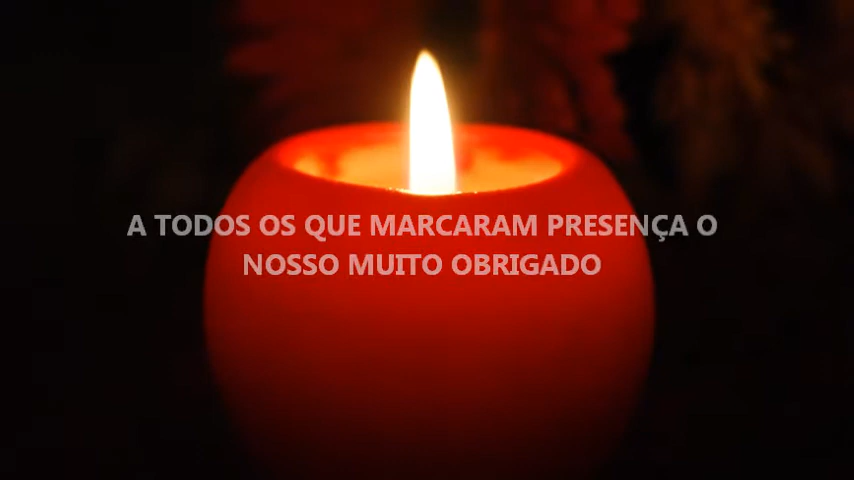 A TODOS OS QUE MARCARAM PRESENÇA O
NOSSO MUITO OBRIGADO